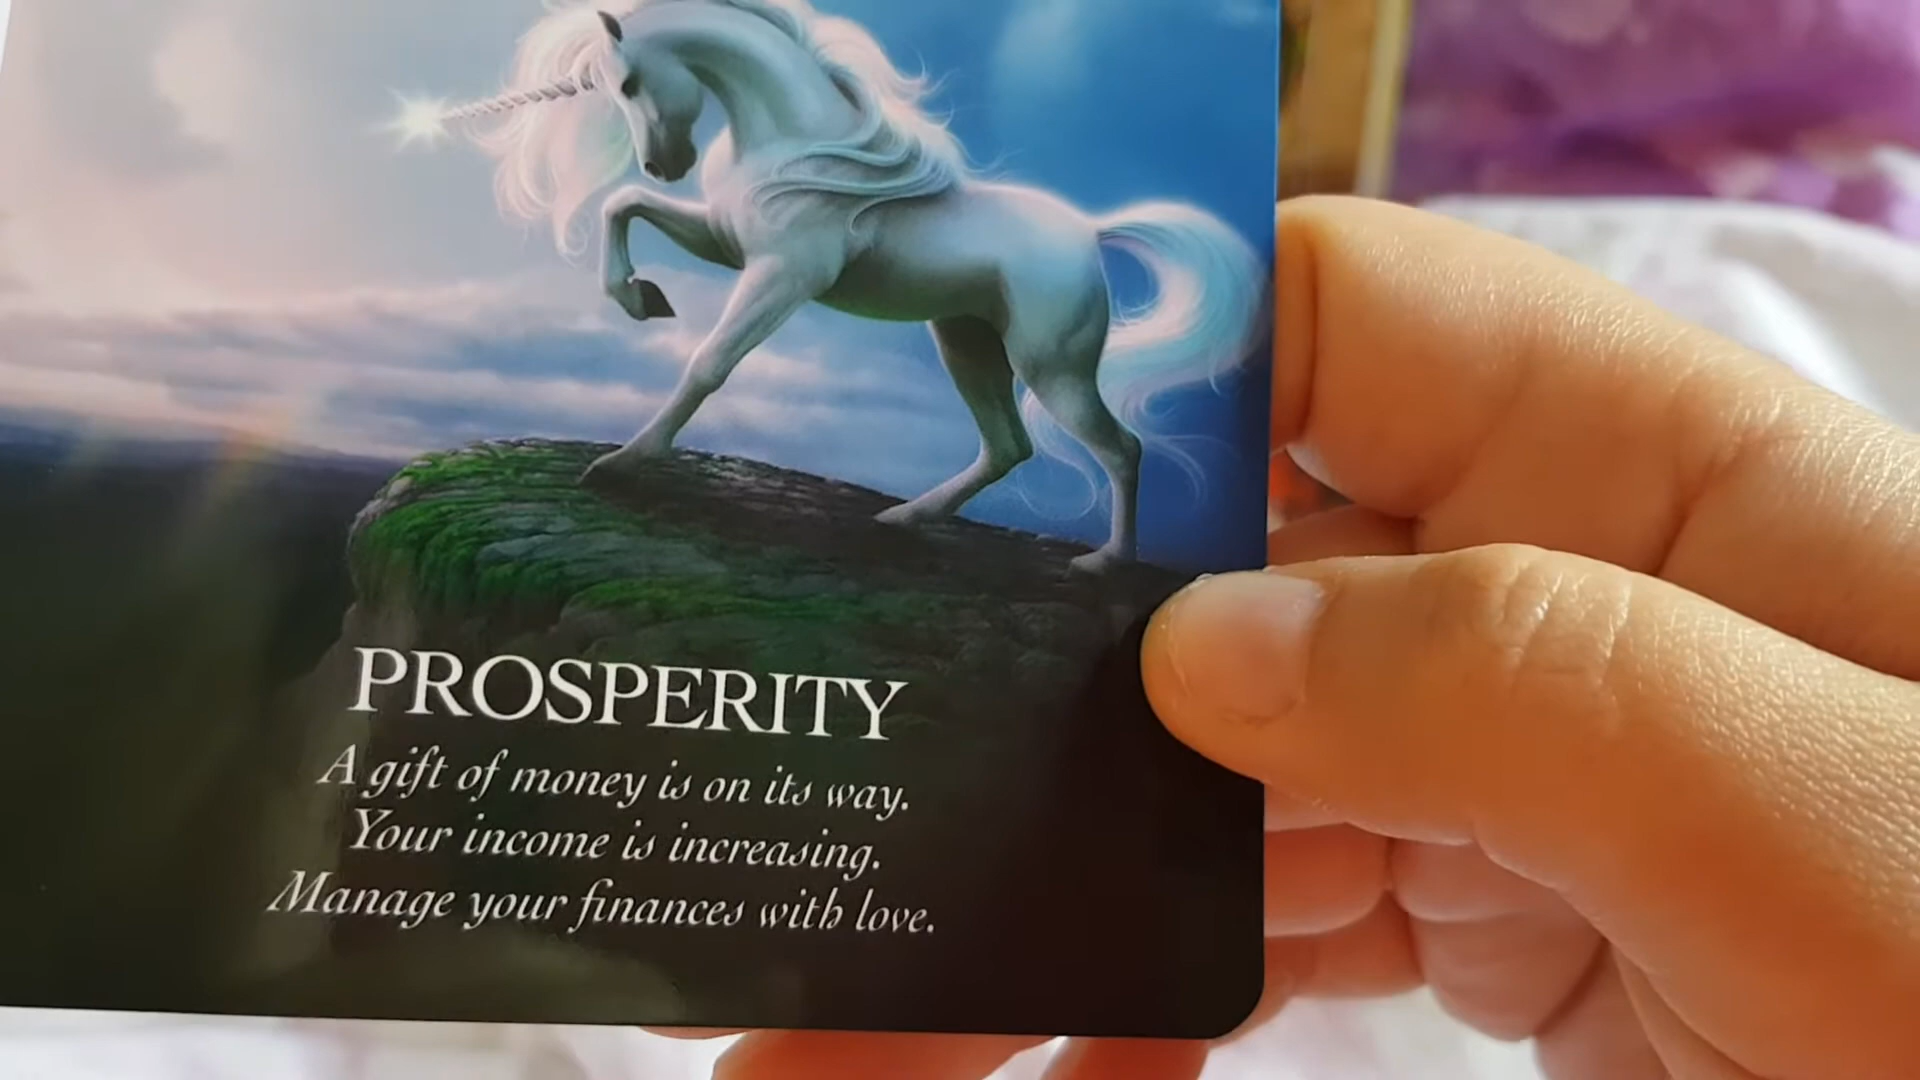 PROSPERITY
A gift of money is on its way.
Your income is increasing.
Manage your finances with love.